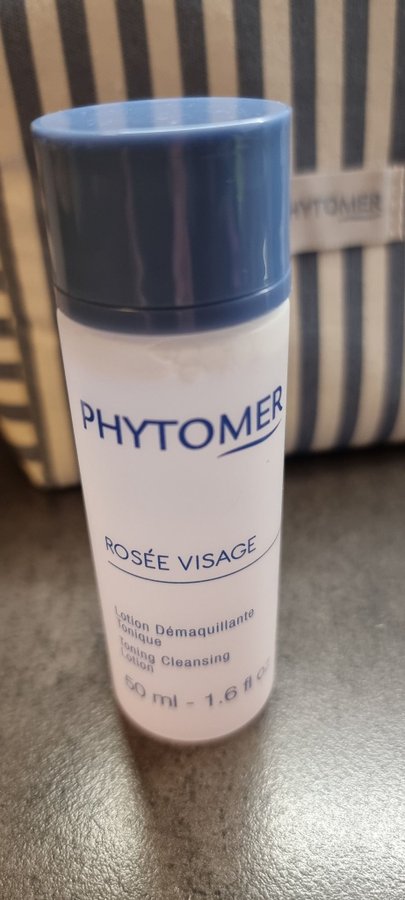 PHYTOMER
PHYTOMER
ROSÉE VISAGE
Lotion Démaquillante
Tonique
Toning Cleansing
Lotion
50 ml - 1.6 fl oz